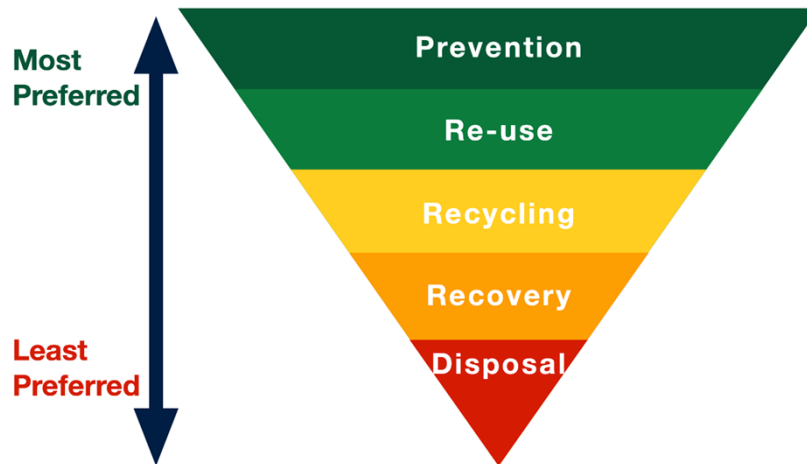 Most
Preferred
Prevention
Re-use
Recycling
Recovery
Disposal
Least
Preferred